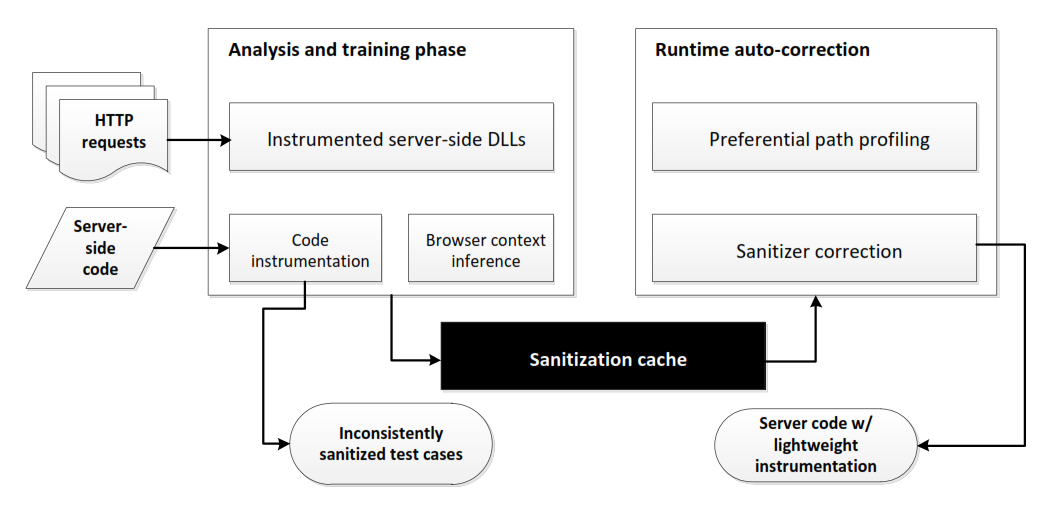 Analysis and training phase
Runtime auto-correction
HTTP
requests
Instrumented server-side DLLs
Preferential path profiling
Server-
side
code
Code
instrumentation
Browser context
inference
Sanitizer correction
Sanitization cache
Inconsistently
sanitized test cases
Server code w/
lightweight
instrumentation